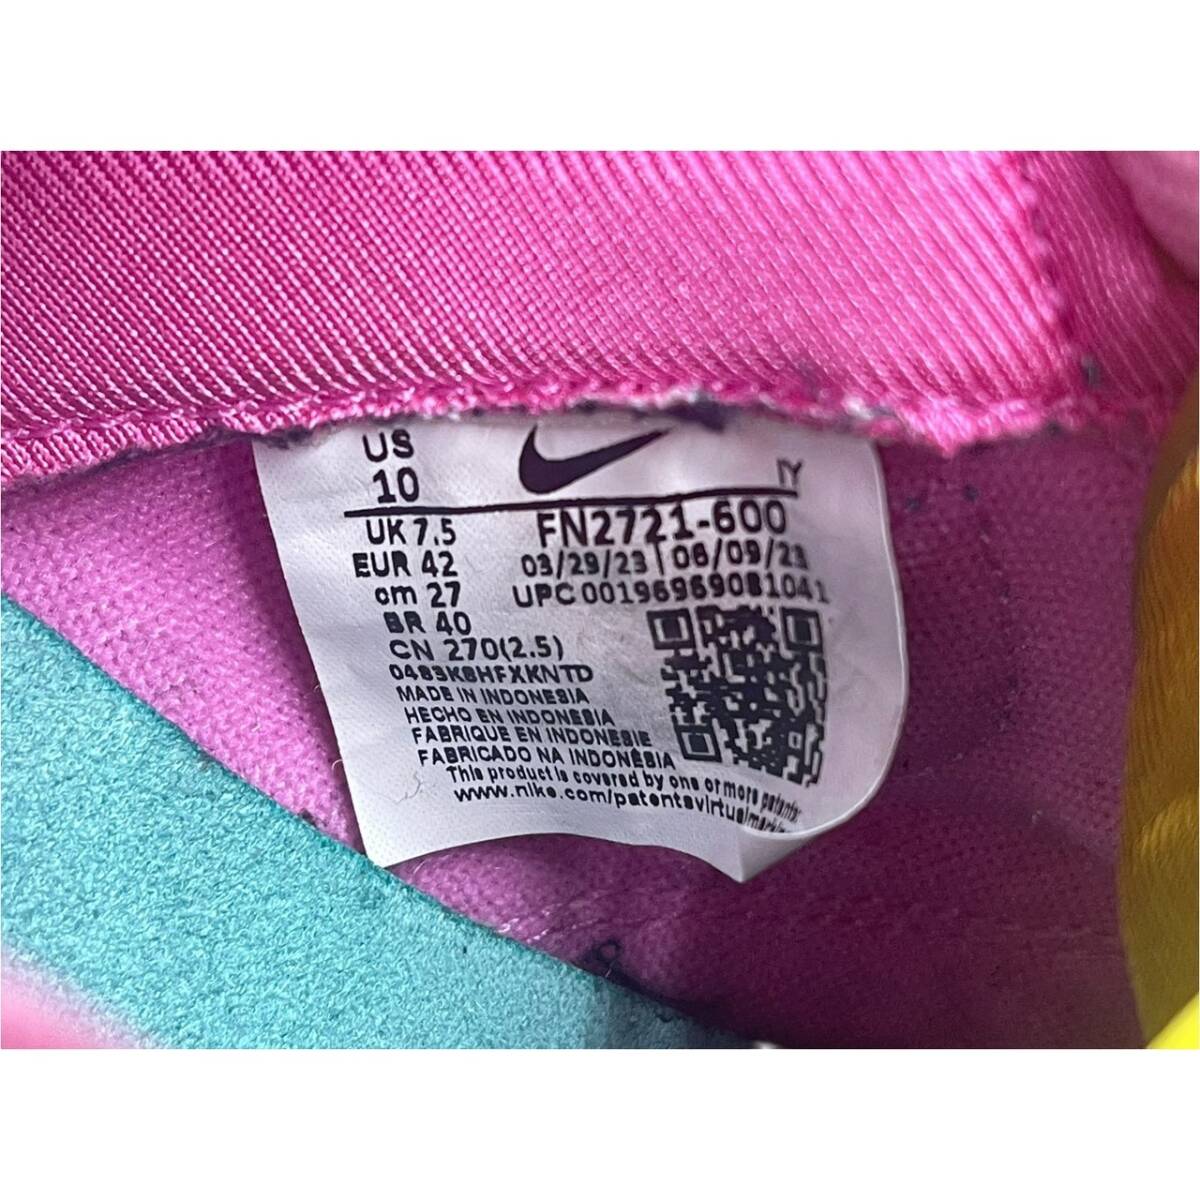 US
10
IY
UK 7.5
FN2721-600
EUR 42
03/29/23 | 06/09/23
cm 27
UPC 00196969081041
BR 40
CN 270(2.5)
0483K8HFXKNTD
MADE IN INDONESIA
HECHO EN INDONESIA
FABRIQUE EN INDONESIE
FABRICADO NA INDONÉSIA
This product is covered by one or more patents.
www.nike.com/patentsvirtual